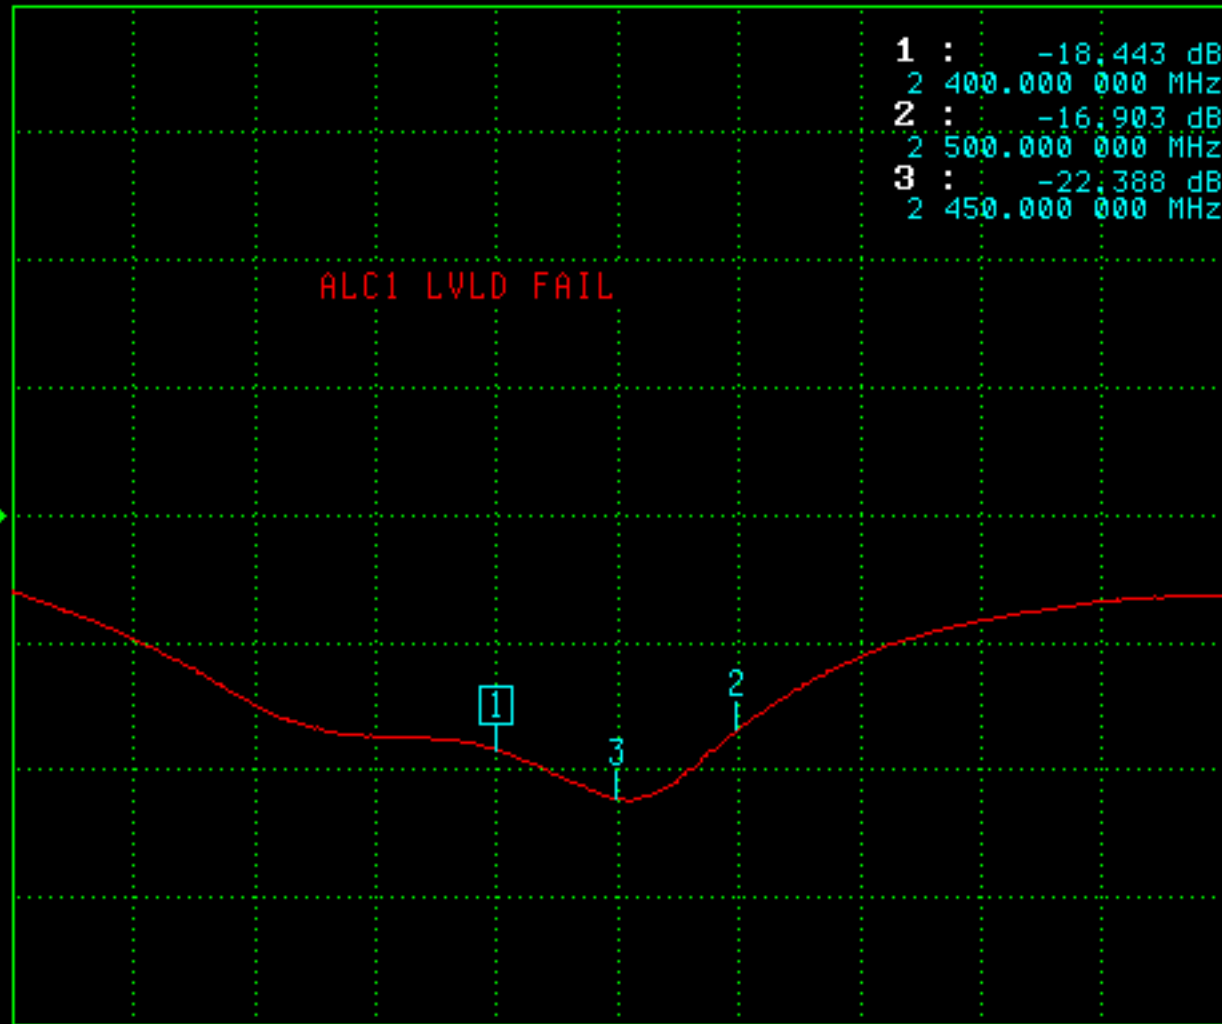 1 : -18.443 dB
2 400.000 000 MHz
2 : -16.903 dB
2 500.000 000 MHz
3 : -22.388 dB
2 450.000 000 MHz
ALC1 LVLD FAIL
1
2
3